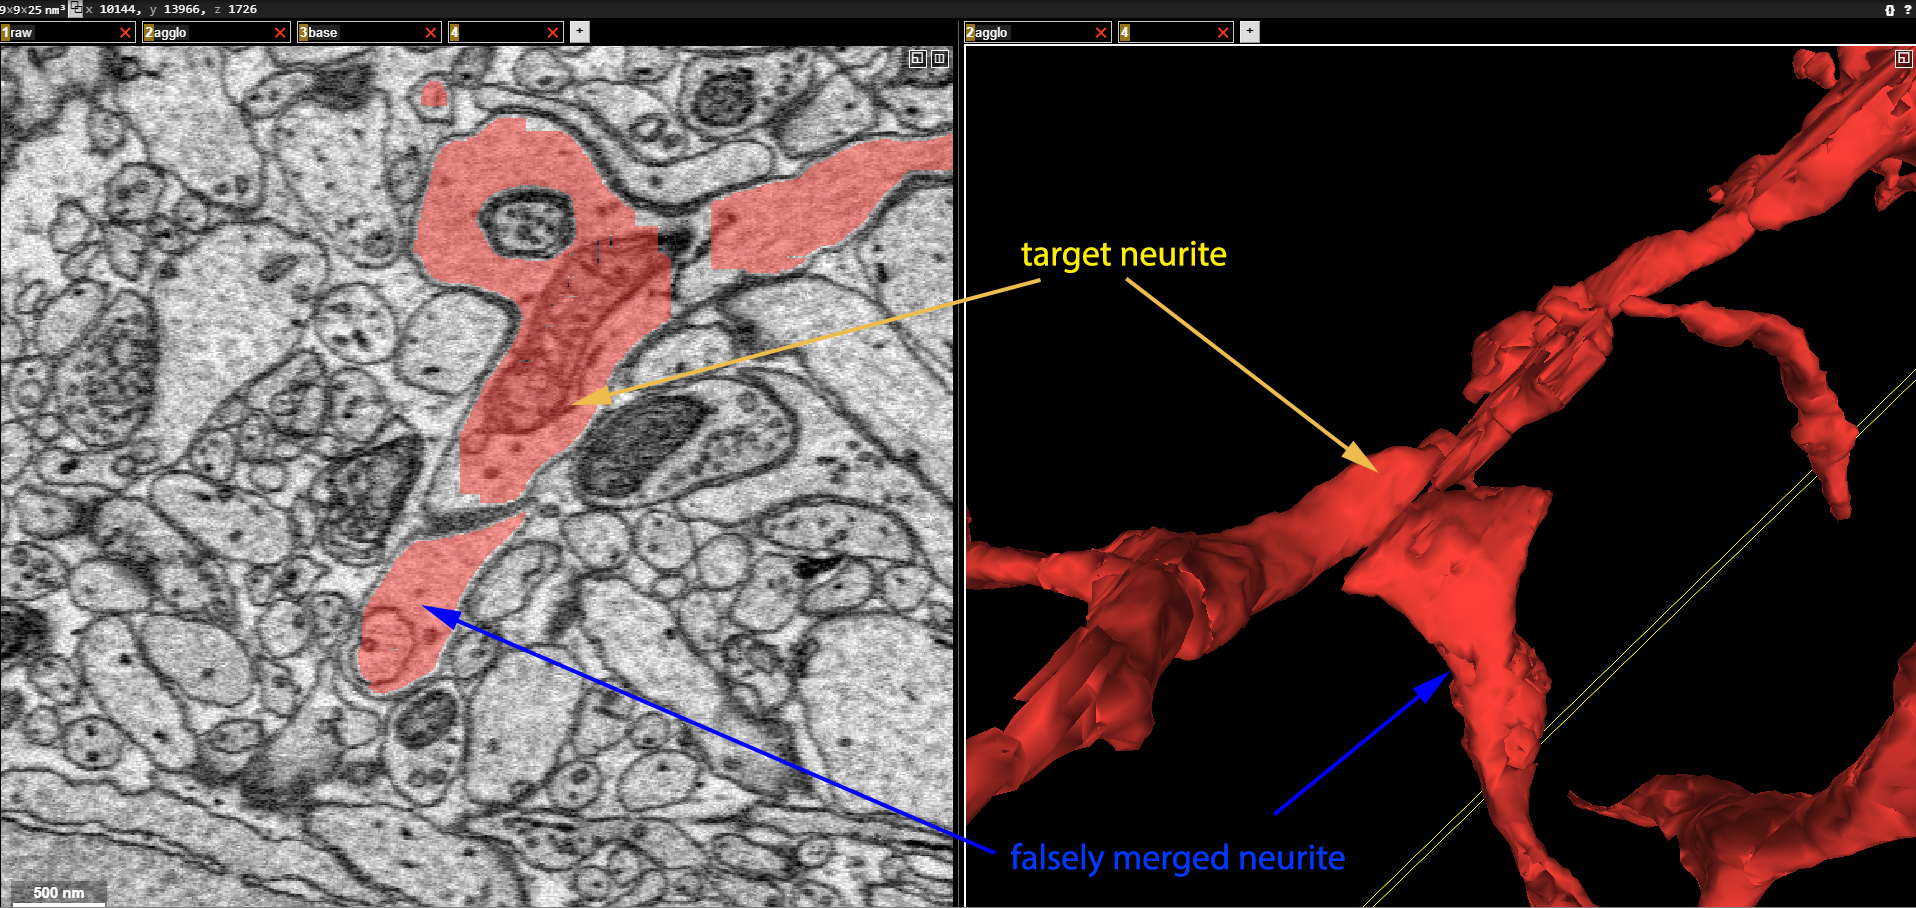 9×9×25 nm³ x 10144, y 13966, z 1726 {} ?
1raw × 2agglo × 3base × 4 × + 2agglo × 4 × +
target neurite
falsely merged neurite
500 nm